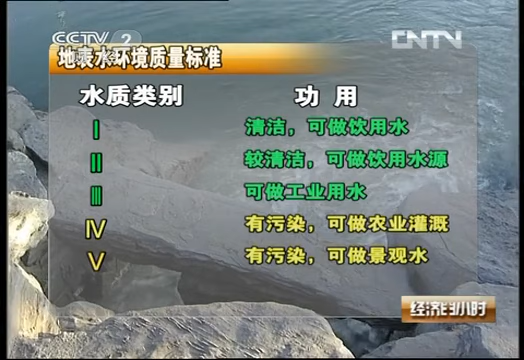 CCTV 2
CNTV
地表水环境质量标准
水质类别 功用
Ⅰ 清洁，可做饮用水
Ⅱ 较清洁，可做饮用水源
Ⅲ 可做工业用水
Ⅳ 有污染，可做农业灌溉
Ⅴ 有污染，可做景观水
经济半小时